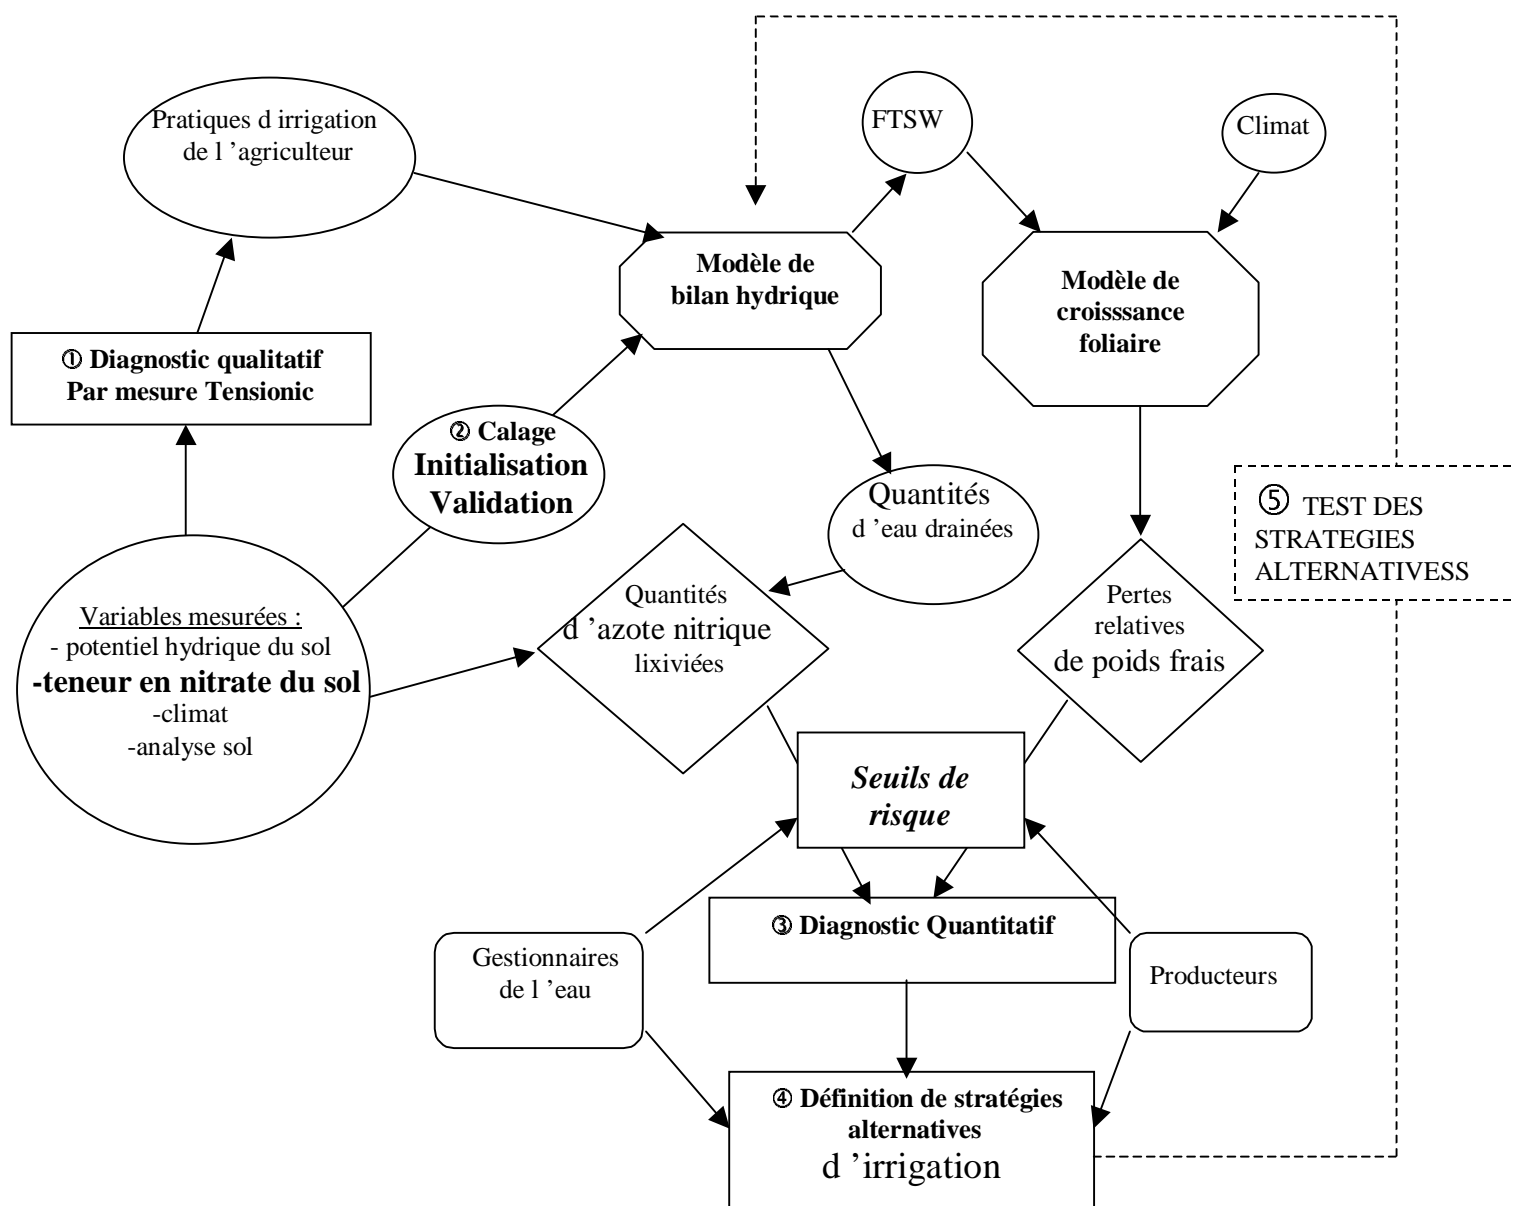 Pratiques d irrigation
de l ’agriculteur
FTSW
Climat
Modèle de
bilan hydrique
Modèle de
croisssance
foliaire
① Diagnostic qualitatif
Par mesure Tensionic
② Calage
Initialisation
Validation
Quantités
d ’eau drainées
⑤ TEST DES
STRATEGIES
ALTERNATIVESS
Variables mesurées :
- potentiel hydrique du sol
-teneur en nitrate du sol
-climat
-analyse sol
Quantités
d ’azote nitrique
lixiviées
Pertes
relatives
de poids frais
Seuils de
risque
③ Diagnostic Quantitatif
Gestionnaires
de l ’eau
Producteurs
④ Définition de stratégies
alternatives
d ’irrigation